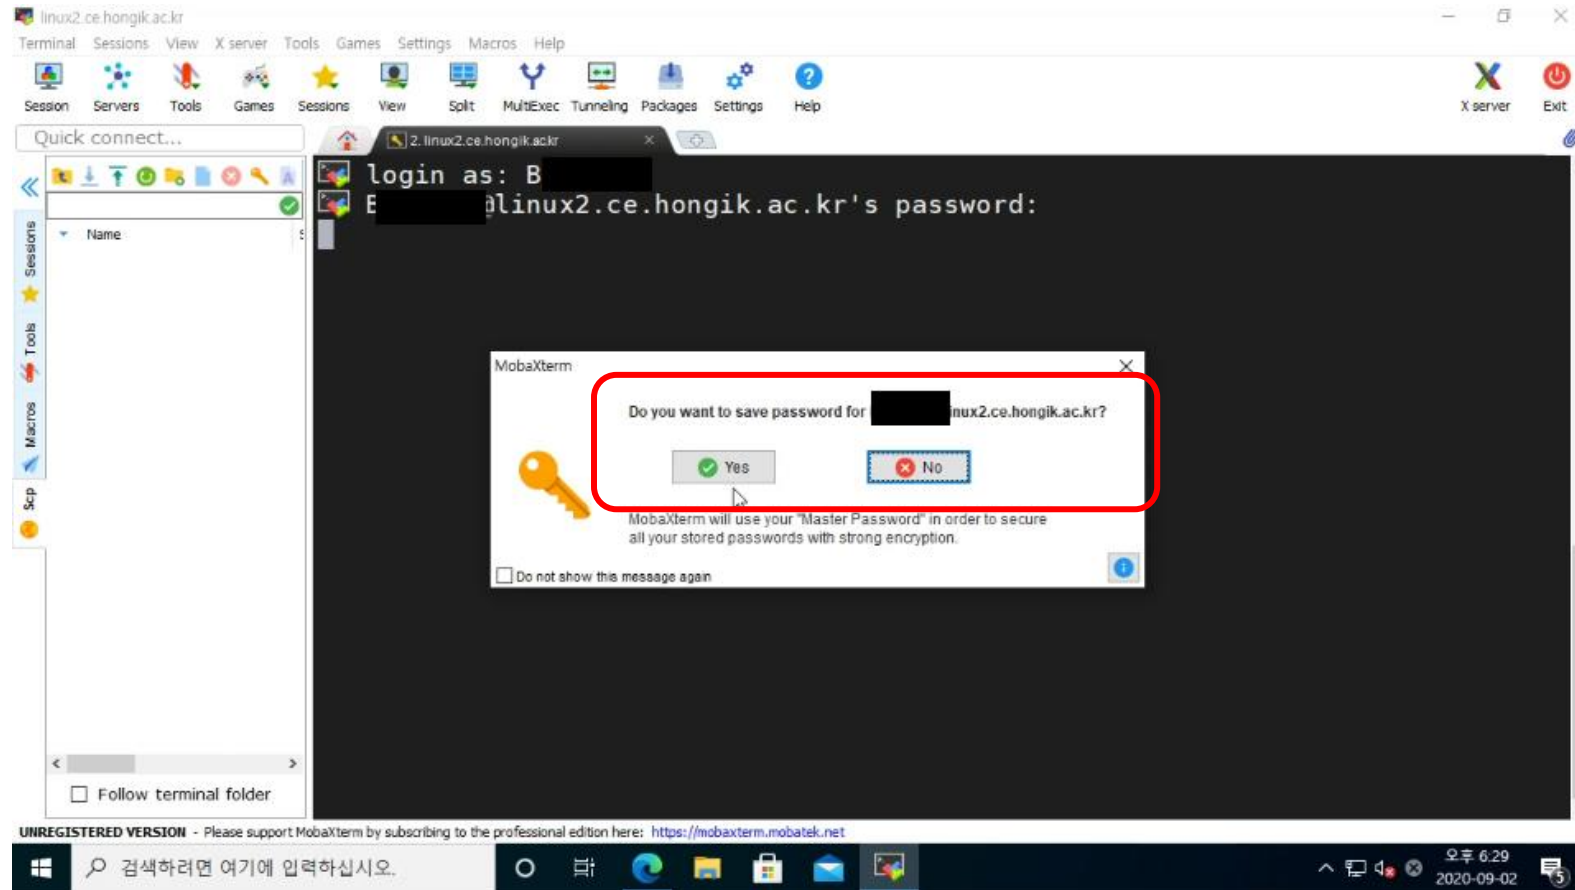 linux2.ce.hongik.ac.kr
Terminal Sessions View X server Tools Games Settings Macros Help
Session Servers Tools Games Sessions View Split MultiExec Tunneling Packages Settings Help X server Exit
Quick connect...
2. linux2.ce.hongik.ac.kr
login as: B
B @linux2.ce.hongik.ac.kr's password:
Name
Sessions
Tools
Macros
Scp
MobaXterm
Do you want to save password for inux2.ce.hongik.ac.kr?
Yes No
MobaXterm will use your "Master Password" in order to secure
all your stored passwords with strong encryption.
Do not show this message again
Follow terminal folder
UNREGISTERED VERSION - Please support MobaXterm by subscribing to the professional edition here: https://mobaxterm.mobatek.net
검색하려면 여기에 입력하십시오.
오후 6:29
2020-09-02
5